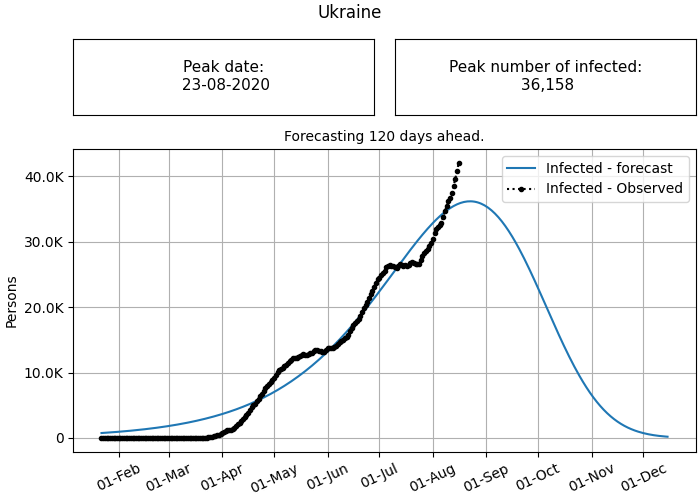 Ukraine
Peak date:
23-08-2020
Peak number of infected:
36,158
Forecasting 120 days ahead.
Infected - forecast
Infected - Observed
Persons
40.0K
30.0K
20.0K
10.0K
0
01-Feb
01-Mar
01-Apr
01-May
01-Jun
01-Jul
01-Aug
01-Sep
01-Oct
01-Nov
01-Dec